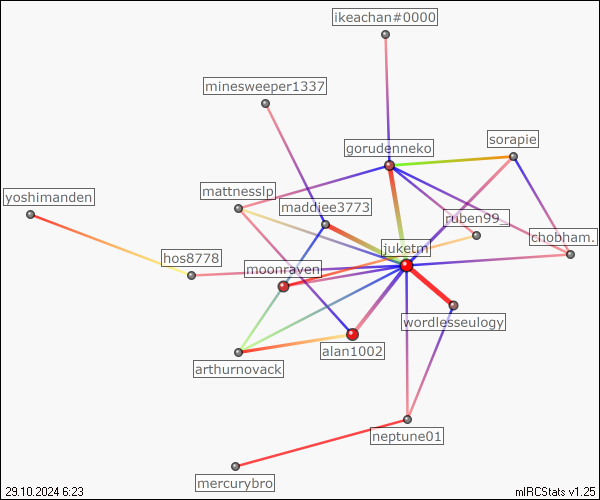 ikeachan#0000
minesweeper1337
sorapie
gorudenneko
yoshimanden
mattnesslp
maddiee3773
ruben99_
chobham.
juketm
hos8778
moonraven
wordlesseulogy
alan1002
arthurnovack
neptune01
mercurybro
29.10.2024 6:23
mIRCStats v1.25